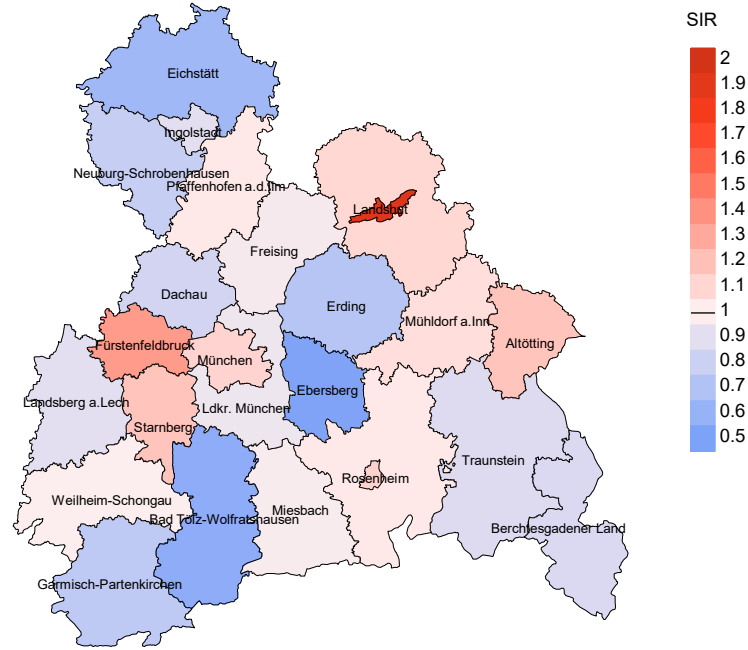 SIR
2
1.9
1.8
1.7
1.6
1.5
1.4
1.3
1.2
1.1
1
0.9
0.8
0.7
0.6
0.5
Eichstätt
Ingolstadt
Neuburg-Schrobenhausen
Pfaffenhofen a.d.Ilm
Landshut
Freising
Dachau
Erding
Mühldorf a.Inn
Altötting
Fürstenfeldbruck
München
Ebersberg
Landsberg a.Lech
Ldkr. München
Starnberg
Traunstein
Rosenheim
Weilheim-Schongau
Miesbach
Bad Tölz-Wolfratshausen
Berchtesgadener Land
Garmisch-Partenkirchen